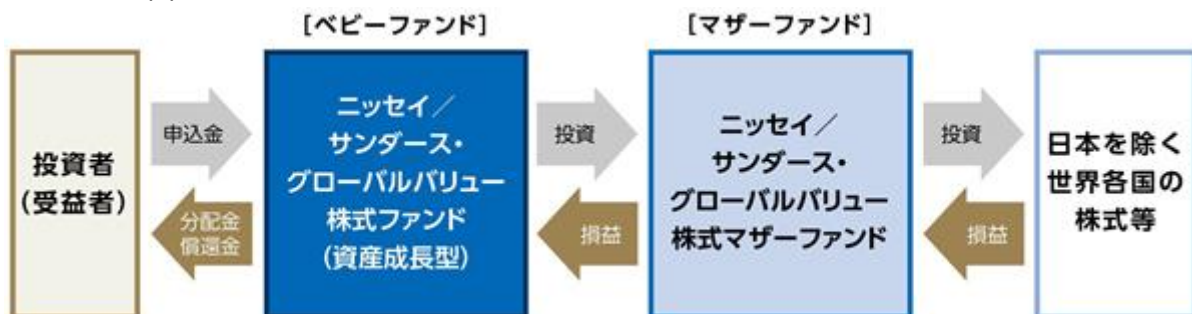 [ベビーファンド]
[マザーファンド]
投資者
(受益者)
申込金
分配金
償還金
ニッセイ／
サンダース・
グローバルバリュー
株式ファンド
(資産成長型)
投資
損益
ニッセイ／
サンダース・
グローバルバリュー
株式マザーファンド
投資
損益
日本を除く
世界各国の
株式等